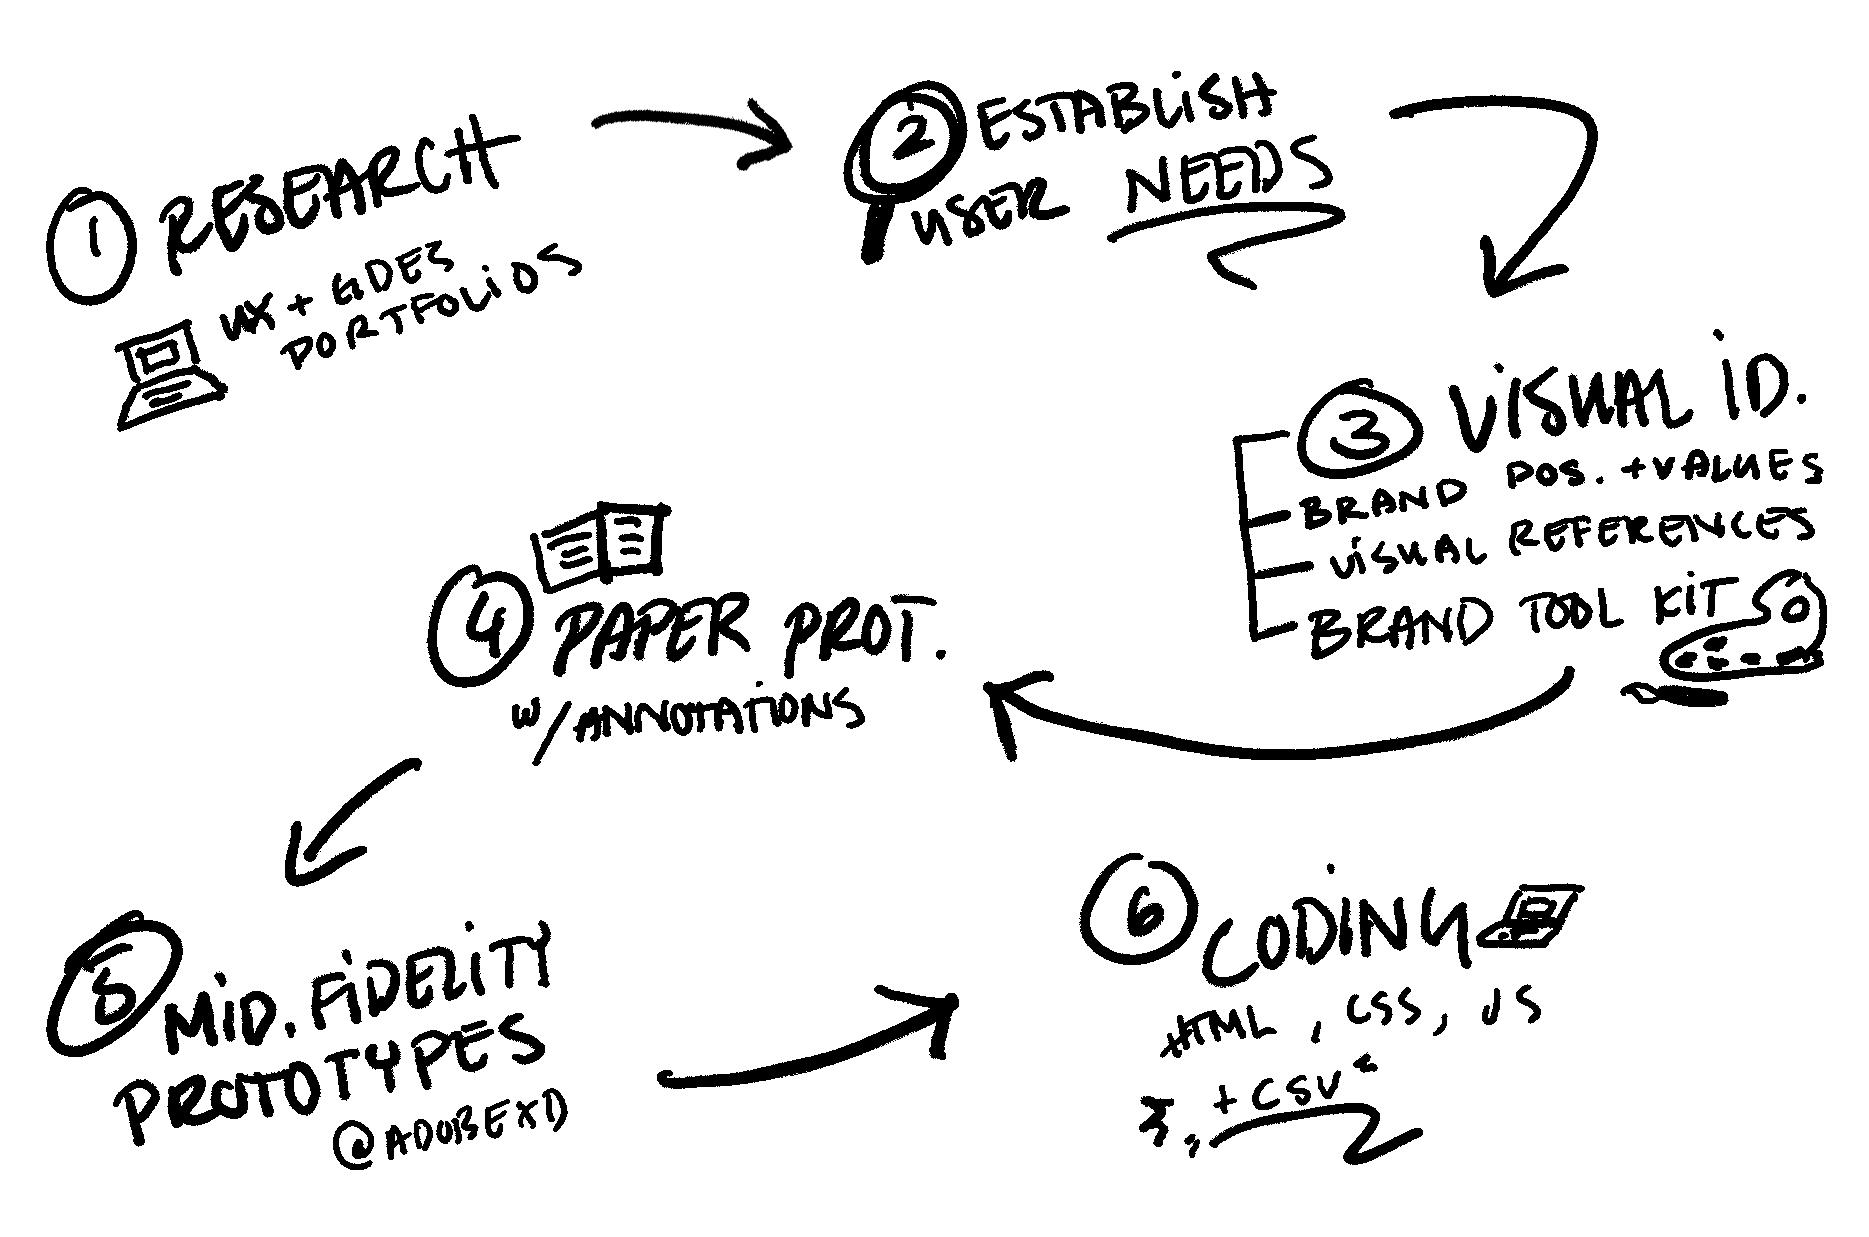 1 RESEARCH
UX + GDES
PORTFOLIOS
2 ESTABLISH
USER NEEDS
3 VISUAL ID.
BRAND POS. + VALUES
VISUAL REFERENCES
BRAND TOOL KIT
4 PAPER PROT.
W/ ANNOTATIONS
5 MID. FIDELITY
PROTOTYPES
@ADOBEXD
6 CODING
HTML, CSS, JS
+ CSV